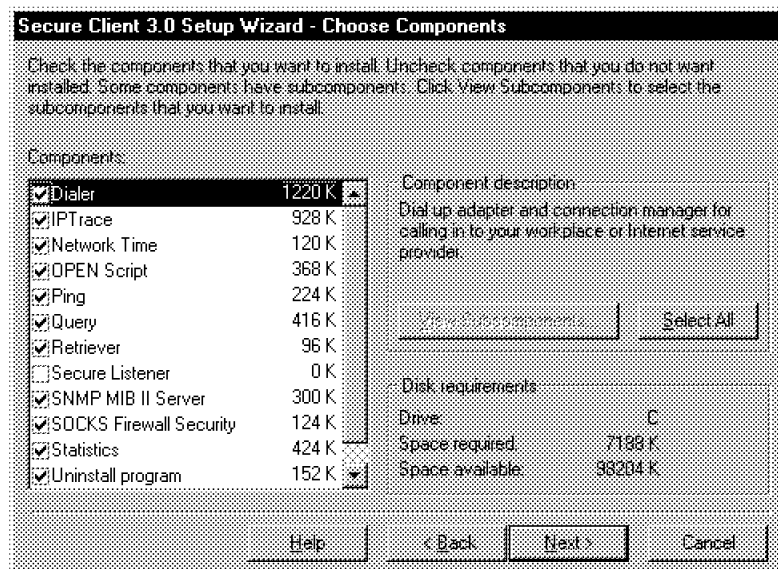 Secure Client 3.0 Setup Wizard - Choose Components
Check the components that you want to install. Uncheck components that you do not want
installed. Some components have subcomponents. Click View Subcomponents to select the
subcomponents that you want to install.
Components:
Dialer 1220 K
IPTrace 928 K
Network Time 120 K
OPEN Script 368 K
Ping 224 K
Query 416 K
Retriever 96 K
Secure Listener 0 K
SNMP MIB II Server 300 K
SOCKS Firewall Security 124 K
Statistics 424 K
Uninstall program 152 K
Component description
Dial up adapter and connection manager for
calling in to your workplace or Internet service
provider
View Subcomponents...
Select All
Disk requirements
Drive: C
Space required: 7188 K
Space available: 98204 K
Help
< Back
Next >
Cancel